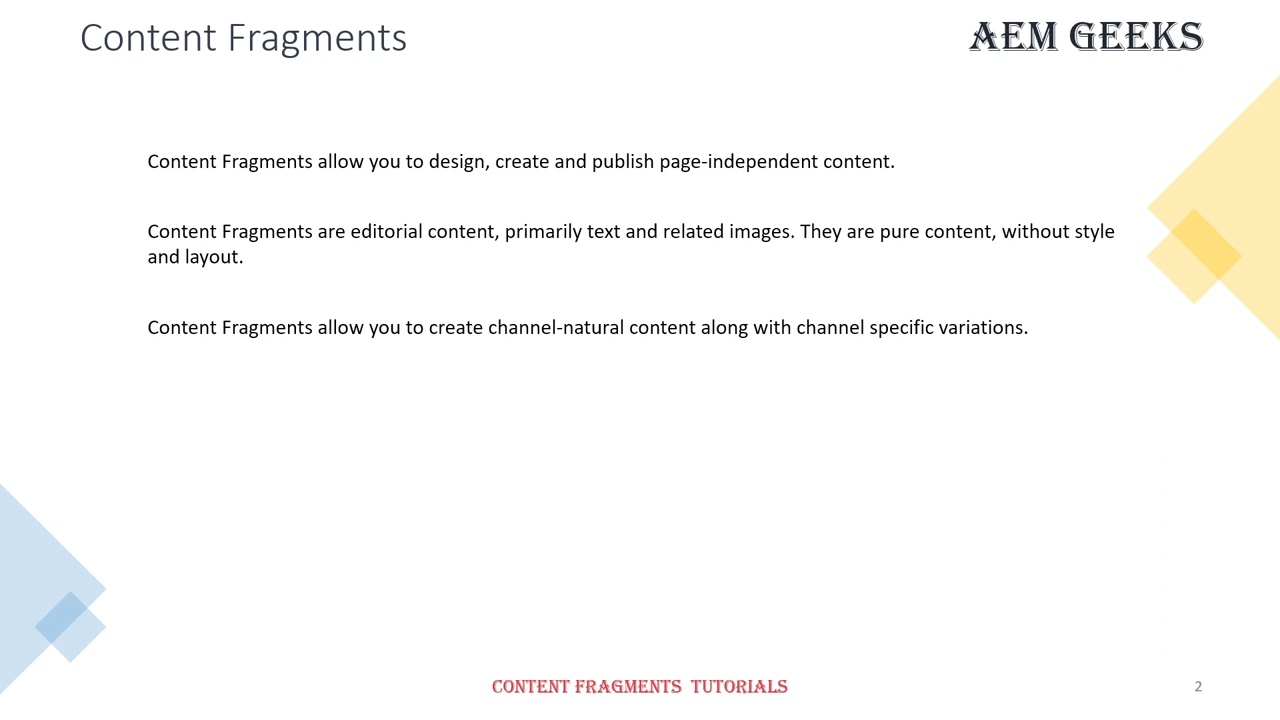 Content Fragments
AEM GEEKS
Content Fragments allow you to design, create and publish page-independent content.
Content Fragments are editorial content, primarily text and related images. They are pure content, without style
and layout.
Content Fragments allow you to create channel-natural content along with channel specific variations.
CONTENT FRAGMENTS TUTORIALS
2